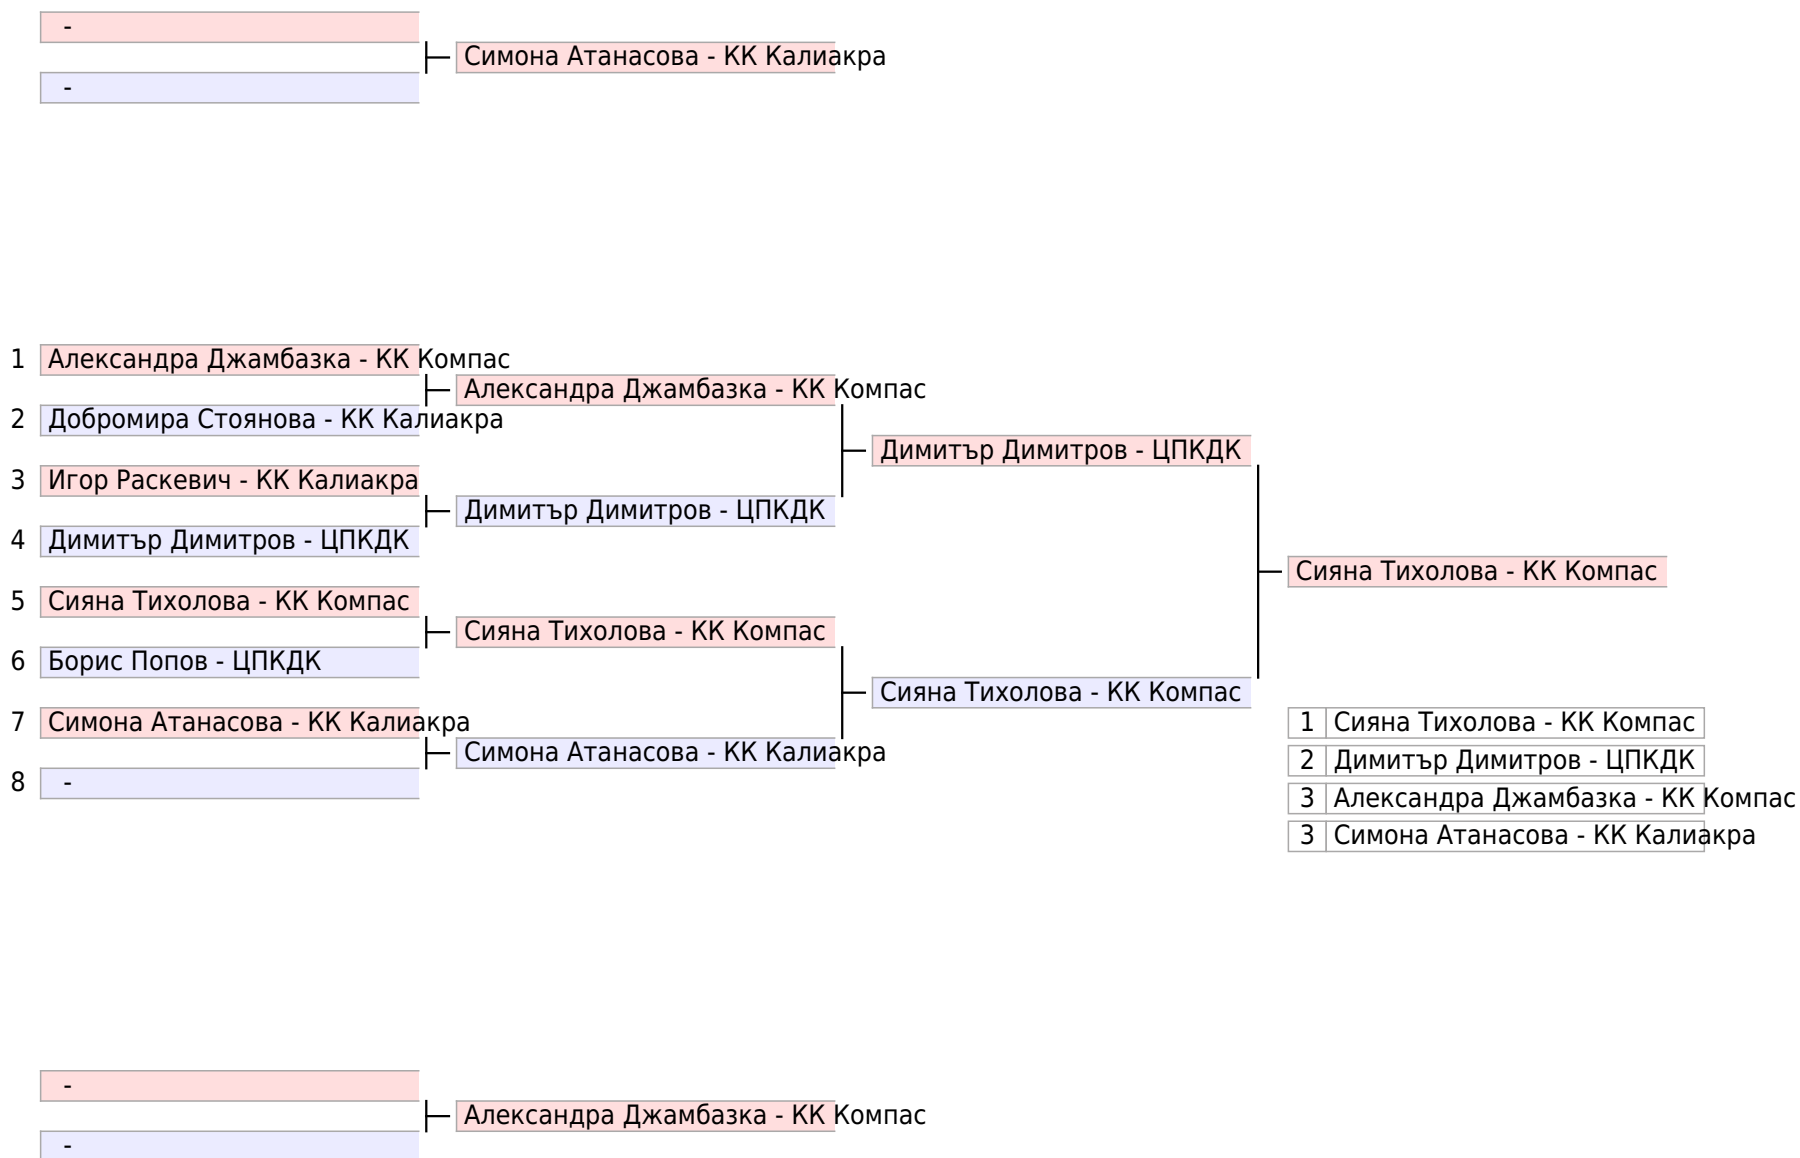 -
Симона Атанасова - КК Калиакра
-
1 Александра Джамбазка - КК Компас
Александра Джамбазка - КК Компас
2 Добромира Стоянова - КК Калиакра
Димитър Димитров - ЦПКДК
3 Игор Раскевич - КК Калиакра
Димитър Димитров - ЦПКДК
4 Димитър Димитров - ЦПКДК
Сияна Тихолова - КК Компас
5 Сияна Тихолова - КК Компас
Сияна Тихолова - КК Компас
6 Борис Попов - ЦПКДК
Сияна Тихолова - КК Компас
7 Симона Атанасова - КК Калиакра
1 Сияна Тихолова - КК Компас
Симона Атанасова - КК Калиакра
2 Димитър Димитров - ЦПКДК
8 -
3 Александра Джамбазка - КК Компас
3 Симона Атанасова - КК Калиакра
-
Александра Джамбазка - КК Компас
-